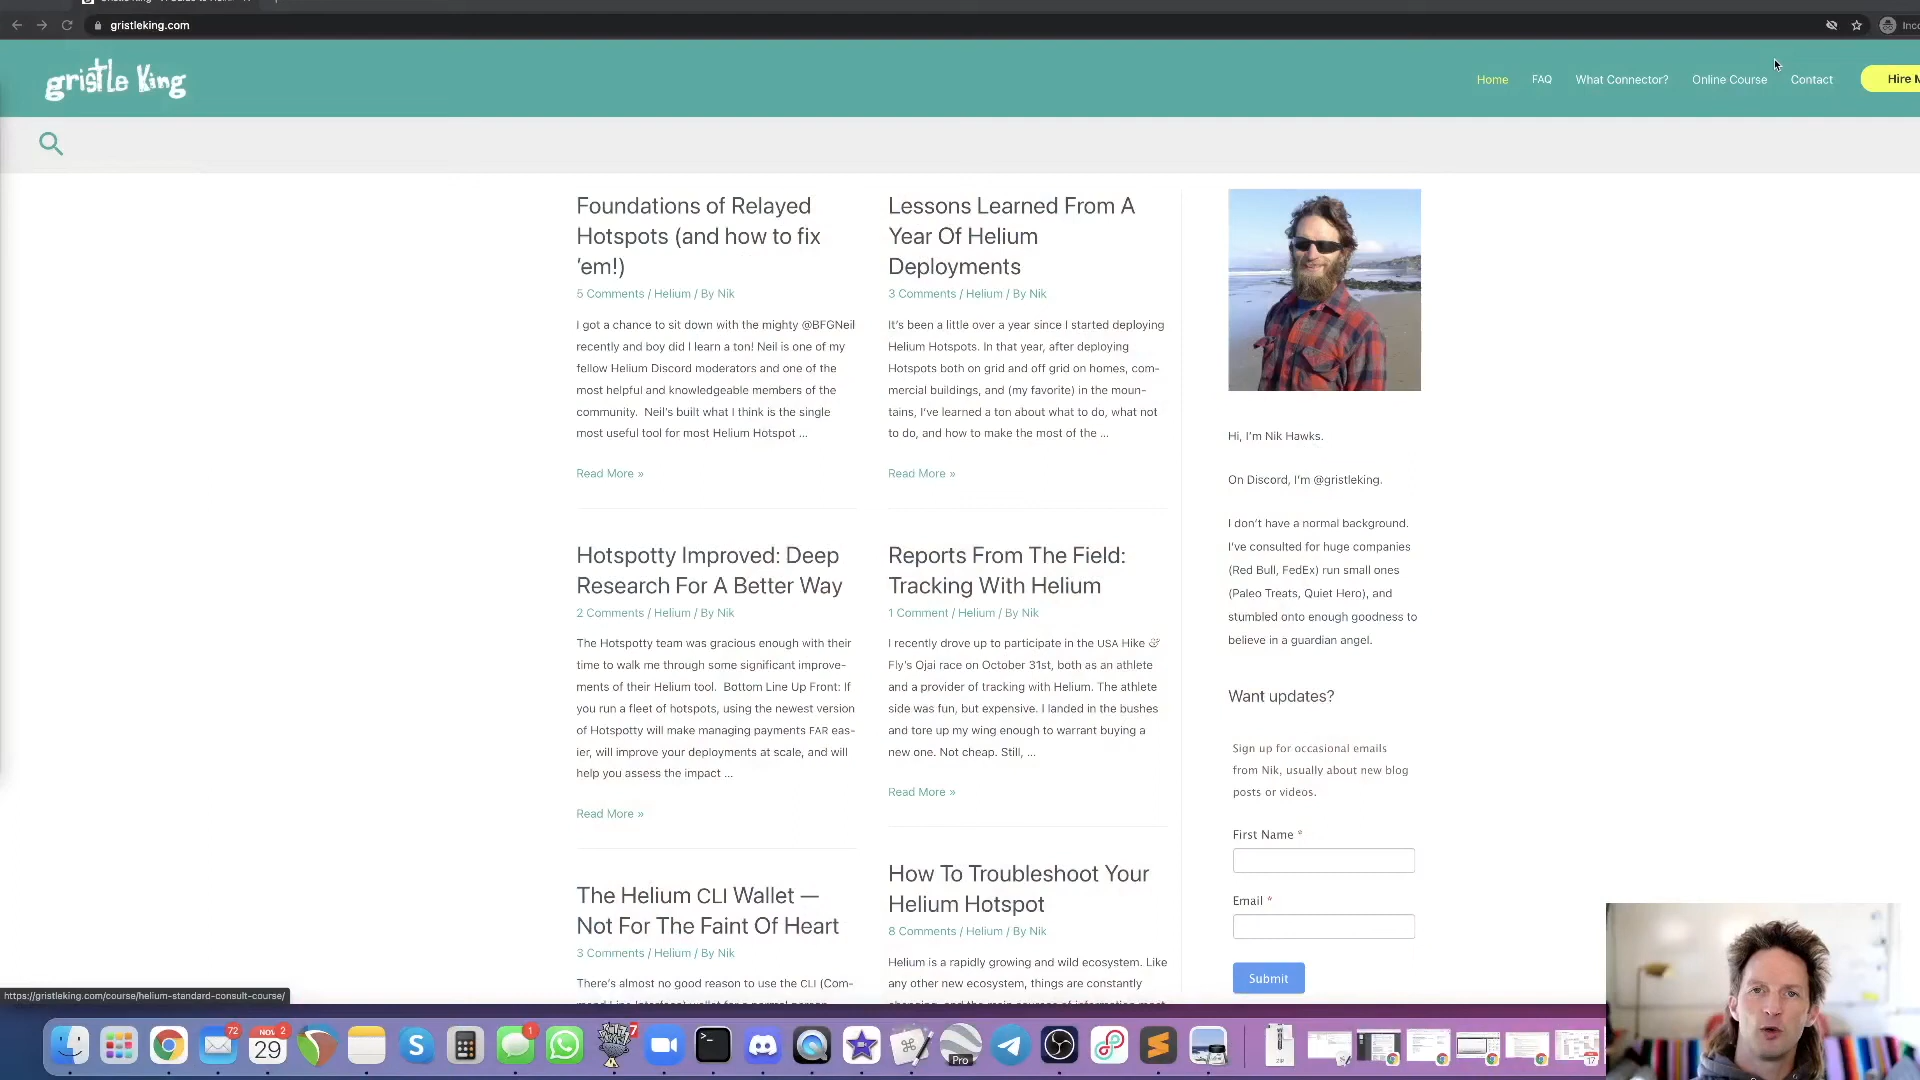 gristleking.com
gristle King
Home
FAQ
What Connector?
Online Course
Contact
Hire
Foundations of Relayed
Hotspots (and how to fix
‘em!)
5 Comments / Helium / By Nik
I got a chance to sit down with the mighty @BFGNeil
recently and boy did I learn a ton! Neil is one of my
fellow Helium Discord moderators and one of the
most helpful and knowledgeable members of the
community. Neil’s built what I think is the single
most useful tool for most Helium Hotspot ...
Read More »
Lessons Learned From A
Year Of Helium
Deployments
3 Comments / Helium / By Nik
It’s been a little over a year since I started deploying
Helium Hotspots. In that year, after deploying
Hotspots both on grid and off grid on homes, com-
mercial buildings, and (my favorite) in the moun-
tains, I’ve learned a ton about what to do, what not
to do, and how to make the most of the ...
Read More »
Hotspotty Improved: Deep
Research For A Better Way
2 Comments / Helium / By Nik
The Hotspotty team was gracious enough with their
time to walk me through some significant improve-
ments of their Helium tool. Bottom Line Up Front: If
you run a fleet of hotspots, using the newest version
of Hotspotty will make managing payments FAR eas-
ier, will improve your deployments at scale, and will
help you assess the impact ...
Read More »
Reports From The Field:
Tracking With Helium
1 Comment / Helium / By Nik
I recently drove up to participate in the USA Hike &
Fly’s Ojai race on October 31st, both as an athlete
and a provider of tracking with Helium. The athlete
side was fun, but expensive. I landed in the bushes
and tore up my wing enough to warrant buying a
new one. Not cheap. Still, ...
Read More »
The Helium CLI Wallet —
Not For The Faint Of Heart
3 Comments / Helium / By Nik
There’s almost no good reason to use the CLI (Com-
How To Troubleshoot Your
Helium Hotspot
8 Comments / Helium / By Nik
Helium is a rapidly growing and wild ecosystem. Like
any other new ecosystem, things are constantly
Hi, I’m Nik Hawks.
On Discord, I’m @gristleking.
I don’t have a normal background.
I’ve consulted for huge companies
(Red Bull, FedEx) run small ones
(Paleo Treats, Quiet Hero), and
stumbled onto enough goodness to
believe in a guardian angel.
Want updates?
Sign up for occasional emails
from Nik, usually about new blog
posts or videos.
First Name *
Email *
Submit
https://gristleking.com/course/helium-standard-consult-course/
72
NOV
2
29
1
7
Pro
17